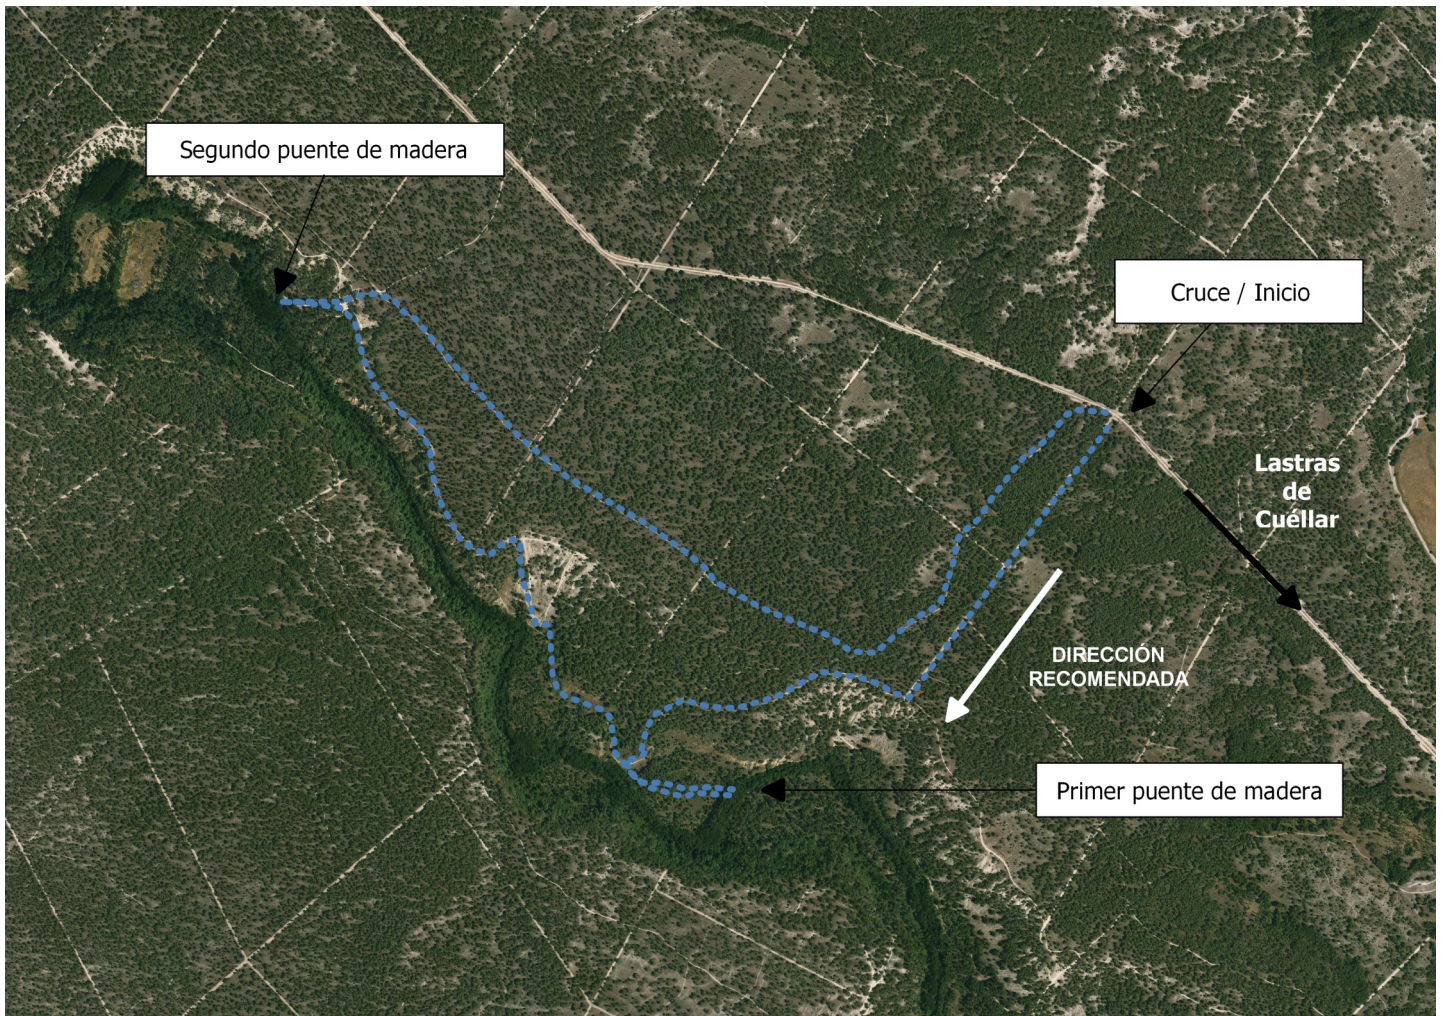 Segundo puente de madera
Cruce / Inicio
Lastras
de
Cuéllar
DIRECCIÓN
RECOMENDADA
Primer puente de madera